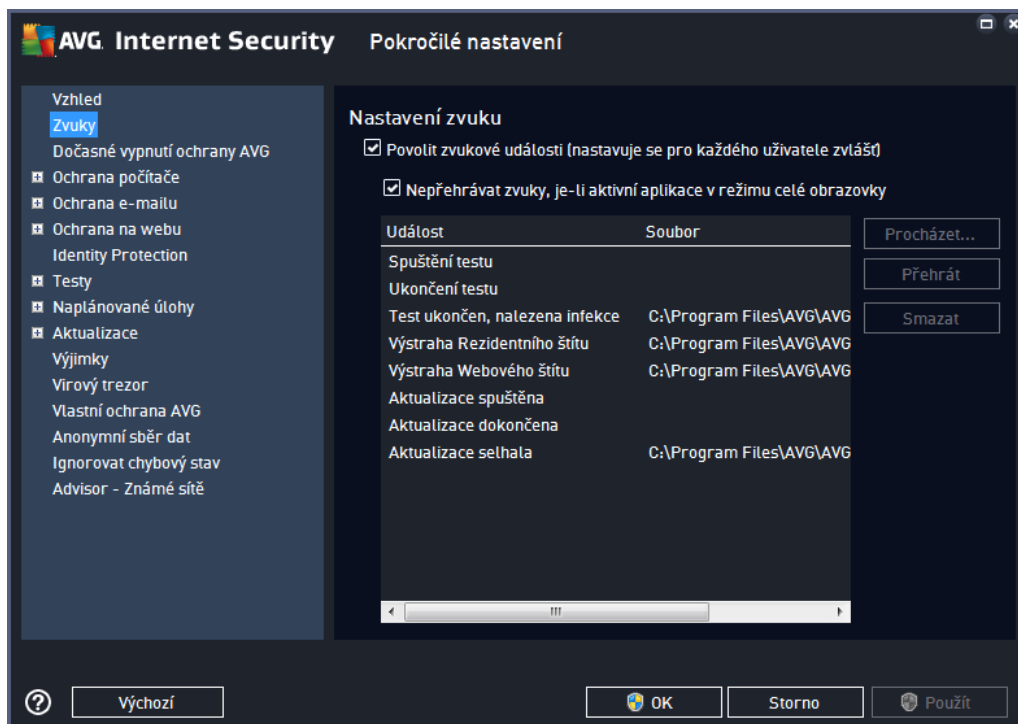 AVG. Internet Security Pokročilé nastavení
Vzhled
Zvuky
Dočasné vypnutí ochrany AVG
Ochrana počítače
Ochrana e-mailu
Ochrana na webu
Identity Protection
Testy
Naplánované úlohy
Aktualizace
Výjimky
Virový trezor
Vlastní ochrana AVG
Anonymní sběr dat
Ignorovat chybový stav
Advisor - Známé sítě
Nastavení zvuku
Povolit zvukové události (nastavuje se pro každého uživatele zvlášť)
Nepřehrávat zvuky, je-li aktivní aplikace v režimu celé obrazovky
Událost Soubor
Spuštění testu
Ukončení testu
Test ukončen, nalezena infekce C:\Program Files\AVG\AVG
Výstraha Rezidentního štítu C:\Program Files\AVG\AVG
Výstraha Webového štítu C:\Program Files\AVG\AVG
Aktualizace spuštěna
Aktualizace dokončena
Aktualizace selhala C:\Program Files\AVG\AVG
Procházet...
Přehrát
Smazat
? Výchozí OK Storno Použít